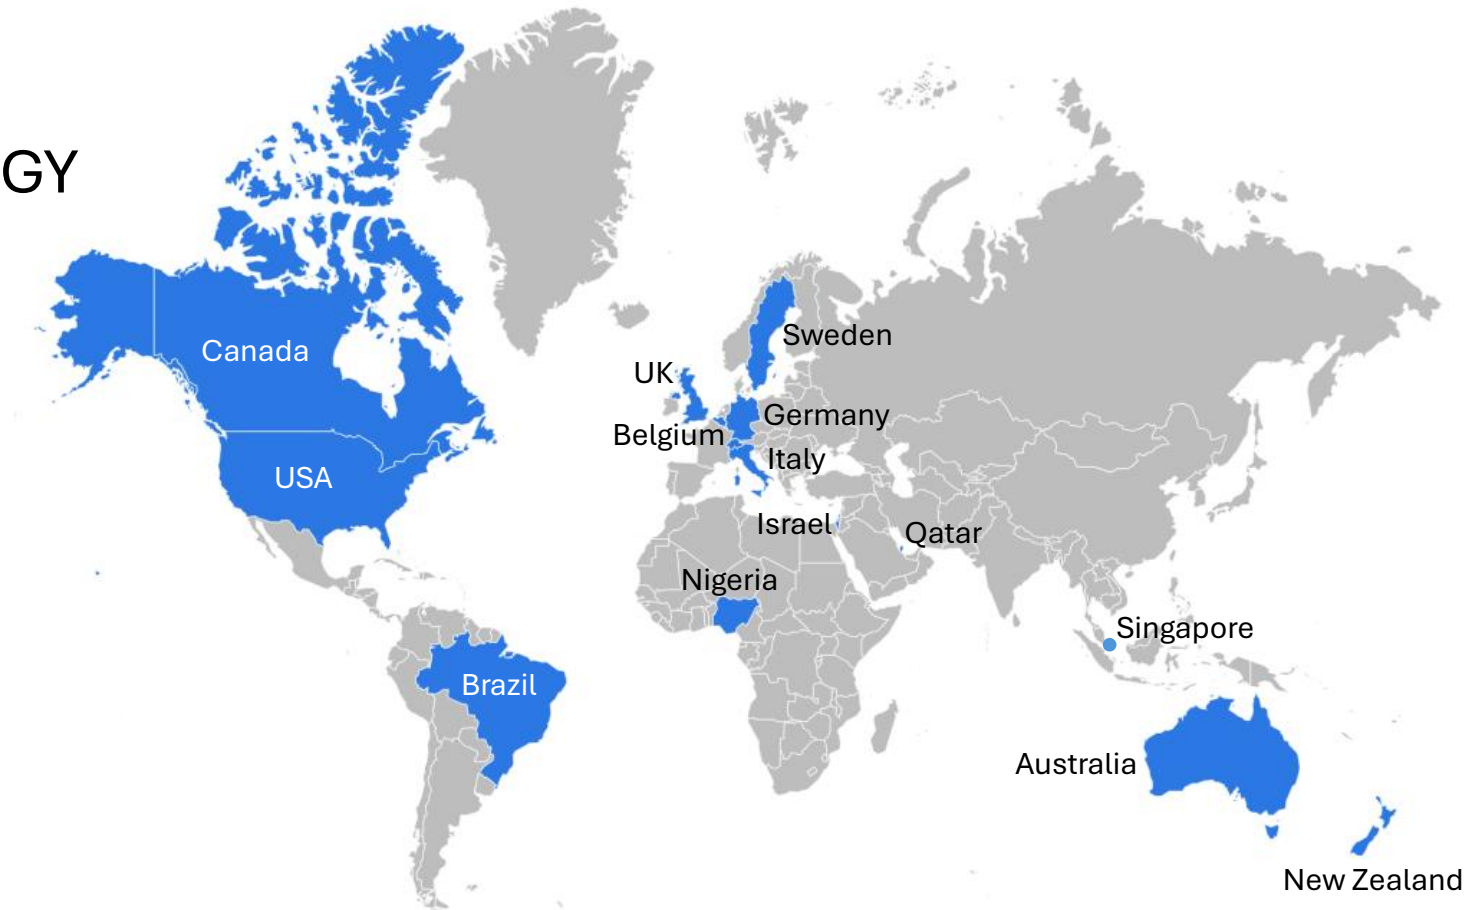 GY
Canada
Sweden
UK
Germany
Belgium
Italy
USA
Israel
Qatar
Nigeria
Singapore
Brazil
Australia
New Zealand